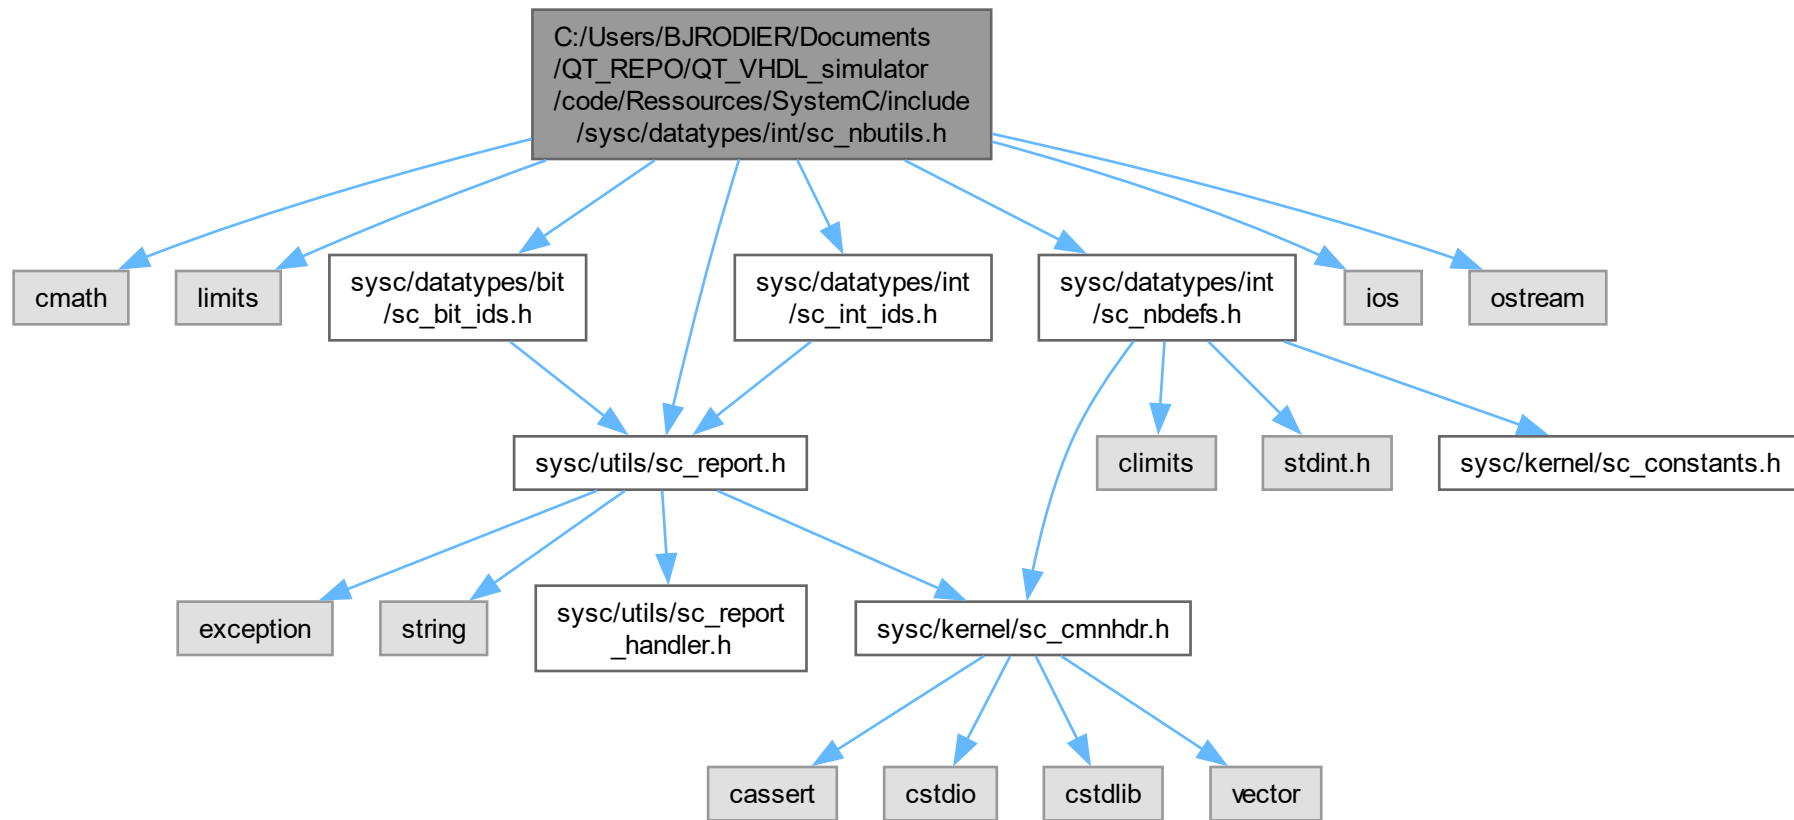 C:/Users/BJRODIER/Documents
/QT_REPO/QT_VHDL_simulator
/code/Ressources/SystemC/include
/sysc/datatypes/int/sc_nbutils.h
cmath
limits
sysc/datatypes/bit
/sc_bit_ids.h
sysc/datatypes/int
/sc_int_ids.h
sysc/datatypes/int
/sc_nbdefs.h
ios
ostream
sysc/utils/sc_report.h
climits
stdint.h
sysc/kernel/sc_constants.h
exception
string
sysc/utils/sc_report
_handler.h
sysc/kernel/sc_cmnhdr.h
cassert
cstdio
cstdlib
vector